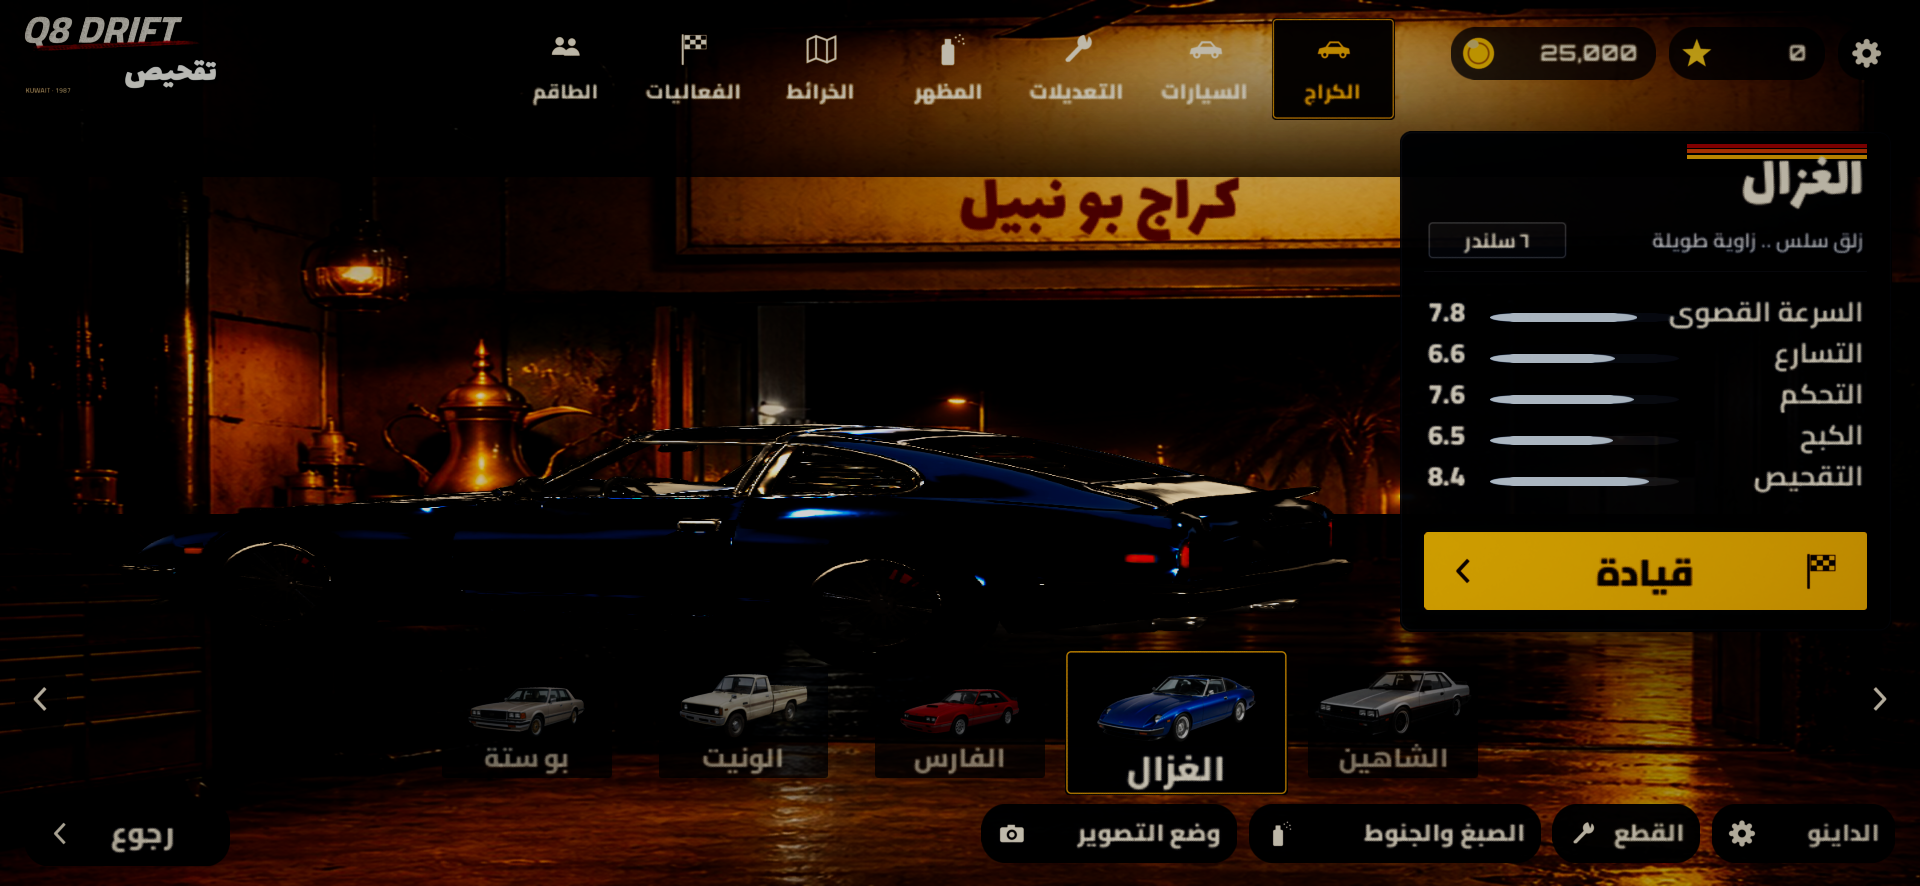 Q8 DRIFT
تقحيص
KUWAIT · 1987
الكراج
السيارات
التعديلات
المظهر
الخرائط
الفعاليات
الطاقم
25,000
0
كراج بو نبيل
الغزال
زلق سلس .. زاوية طويلة
٦ سلندر
السرعة القصوى 7.8
التسارع 6.6
التحكم 7.6
الكبح 6.5
التقحيص 8.4
قيادة
الشاهين
الغزال
الفارس
الونيت
بو ستة
الداينو
القطع
الصبغ والجنوط
وضع التصوير
رجوع